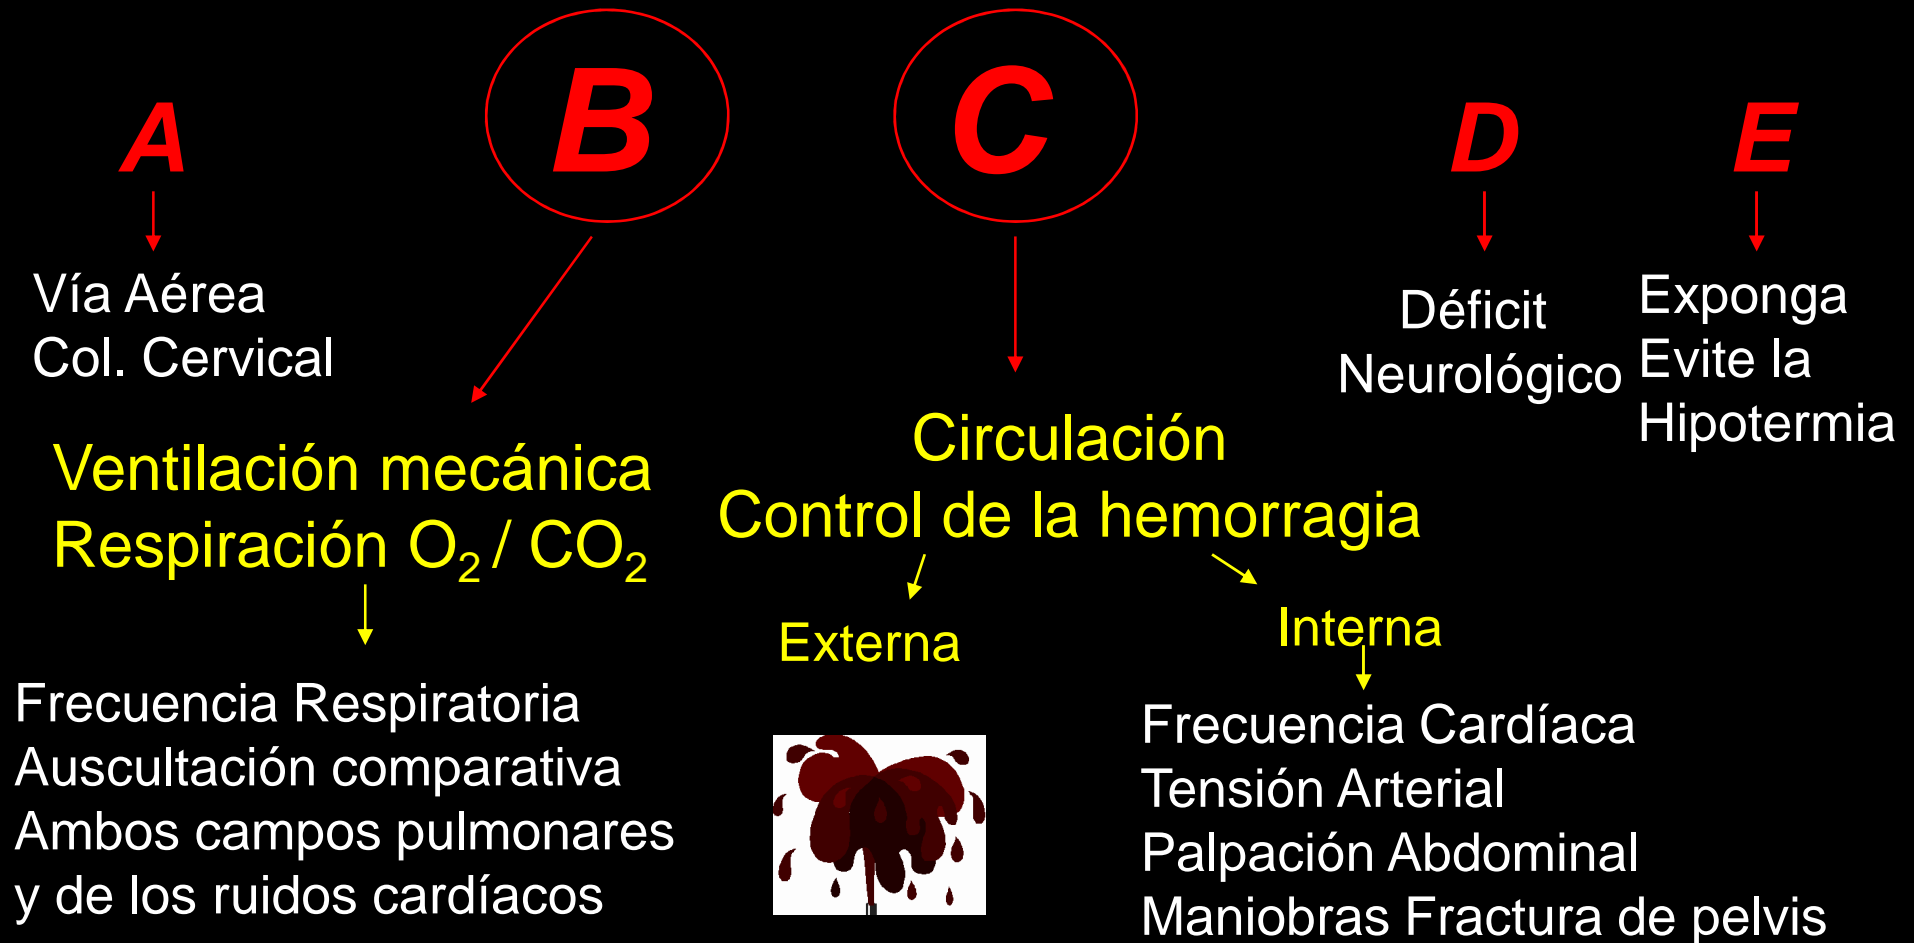 A
B
C
D
E
Vía Aérea
Col. Cervical
Ventilación mecánica
Respiración O₂ / CO₂
Frecuencia Respiratoria
Auscultación comparativa
Ambos campos pulmonares
y de los ruidos cardíacos
Circulación
Control de la hemorragia
Externa
Interna
Frecuencia Cardíaca
Tensión Arterial
Palpación Abdominal
Maniobras Fractura de pelvis
Déficit
Neurológico
Exponga
Evite la
Hipotermia